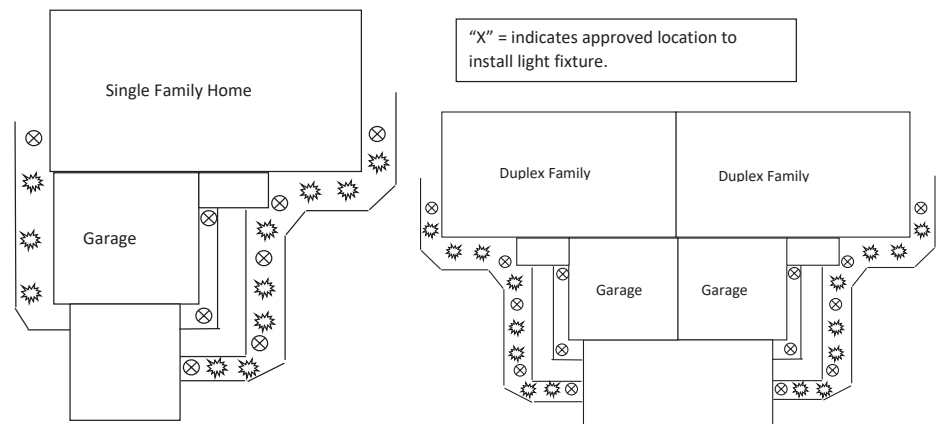 “X” = indicates approved location to
install light fixture.
Single Family Home
Garage
Duplex Family
Duplex Family
Garage
Garage